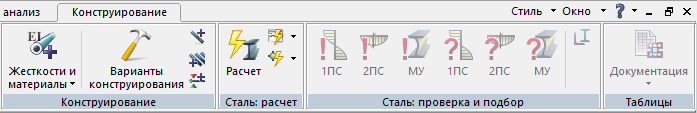 анализ Конструирование Стиль Окно ?
EI
Жесткости и материалы
Варианты конструирования
Расчет
1ПС 2ПС МУ 1ПС 2ПС МУ
Документация
Конструирование Сталь: расчет Сталь: проверка и подбор Таблицы